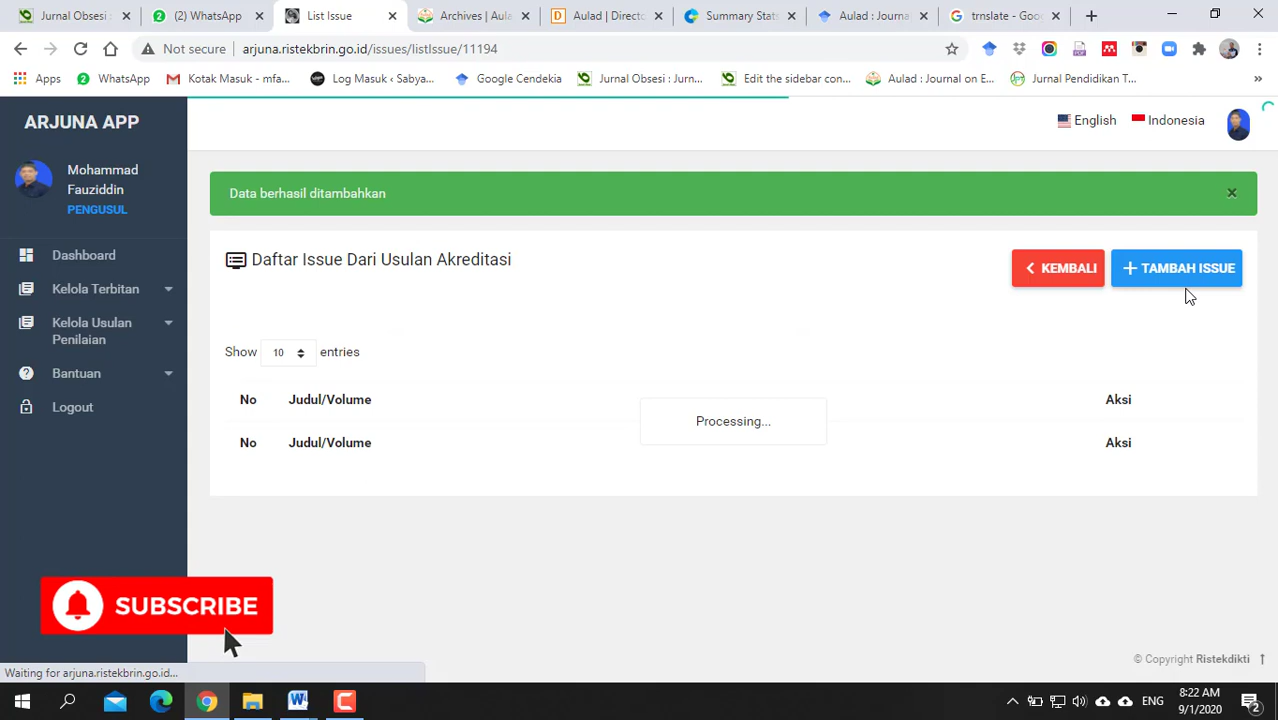 Jurnal Obsesi :
(2) WhatsApp
List Issue
Archives | Aula
Aulad | Direct
Summary Stat
Aulad : Journa
trnslate - Goo
Not secure
arjuna.ristekbrin.go.id/issues/listIssue/11194
Apps
WhatsApp
Kotak Masuk - mfa...
Log Masuk ‹ Sabya...
Google Cendekia
Jurnal Obsesi : Jurn...
Edit the sidebar con...
Aulad : Journal on E...
Jurnal Pendidikan T...
»
ARJUNA APP
English
Indonesia
Mohammad
Fauziddin
PENGUSUL
Data berhasil ditambahkan
×
Dashboard
Kelola Terbitan
Kelola Usulan
Penilaian
Bantuan
Logout
Daftar Issue Dari Usulan Akreditasi
KEMBALI
TAMBAH ISSUE
Show 10 entries
No Judul/Volume Aksi
Processing...
No Judul/Volume Aksi
SUBSCRIBE
© Copyright Ristekdikti
Waiting for arjuna.ristekbrin.go.id...
ENG
8:22 AM
9/1/2020
2